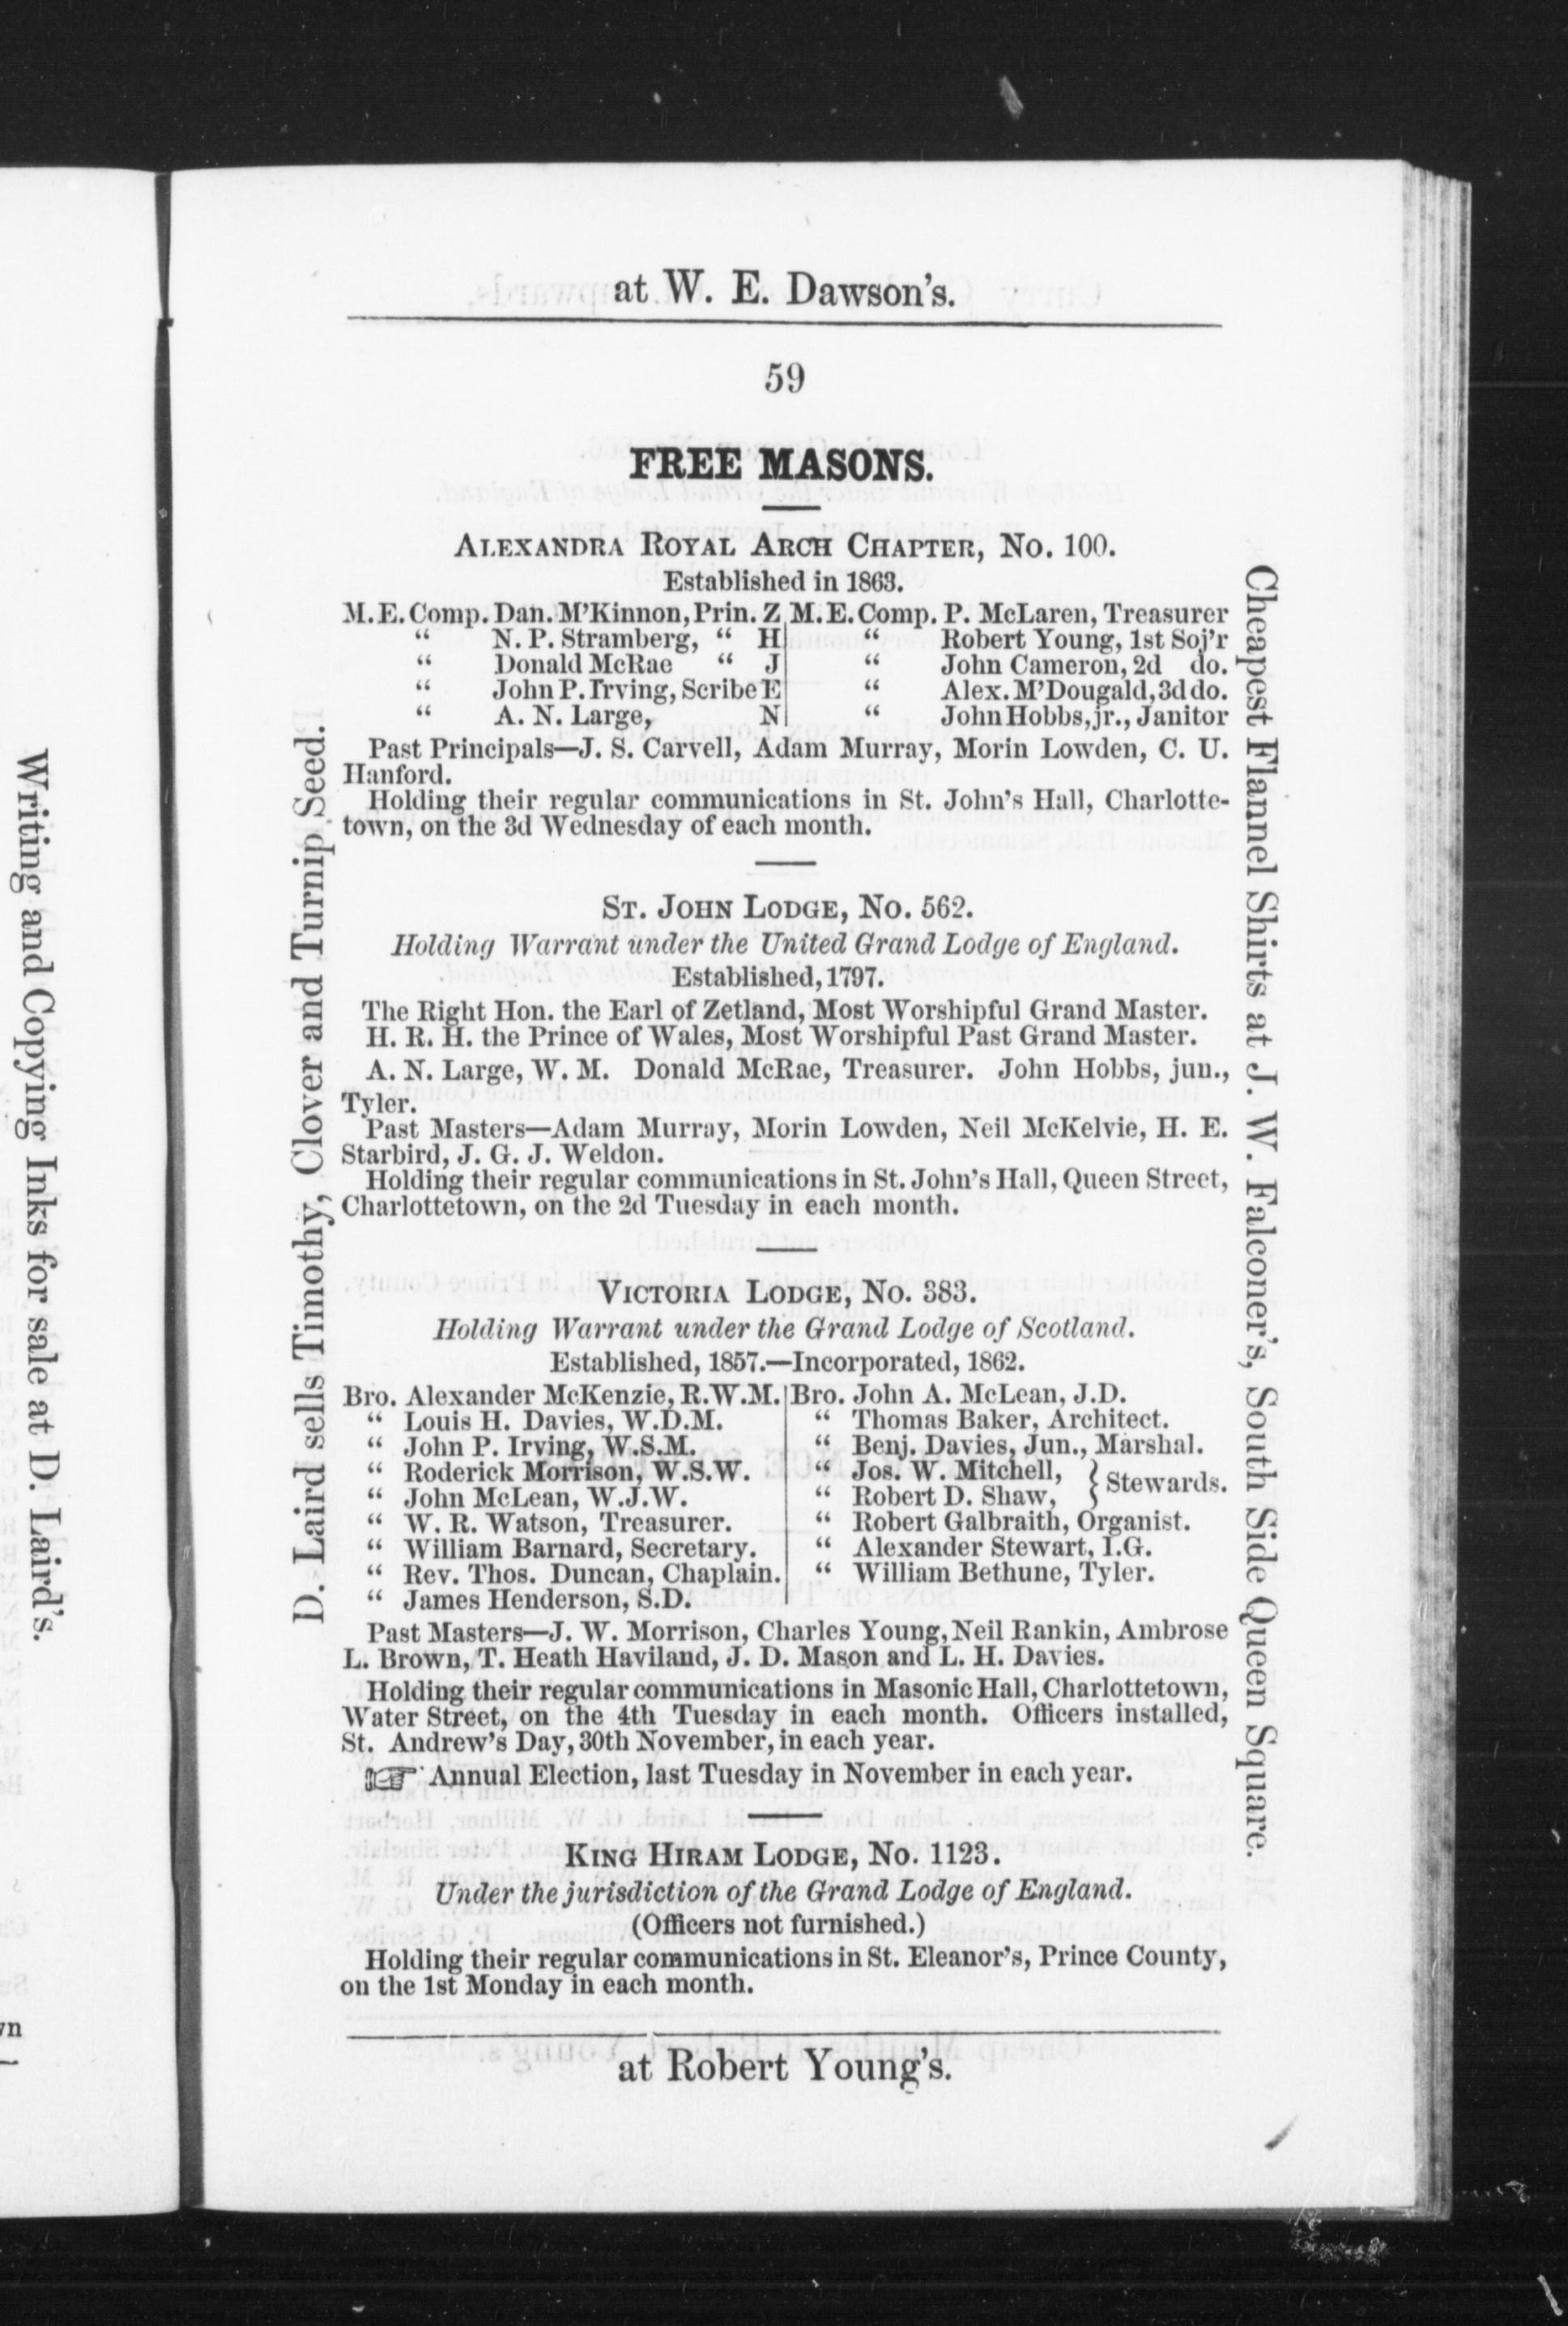 at W. E. Dawson's.
59
FREE MASONS.
ALEXANDRA ROYAL ARCH CHAPTER, No. 100.
Established in 1863.
M.E. Comp. Dan. M'Kinnon, Prin. Z
“ N. P. Stramberg, “ H
“ Donald McRae “ J
“ John P. Irving, Scribe E
“ A. N. Large, N
M.E. Comp. P. McLaren, Treasurer
“ Robert Young, 1st Soj'r
“ John Cameron, 2d do.
“ Alex. M'Dougald, 3d do.
“ John Hobbs, jr., Janitor
Past Principals—J. S. Carvell, Adam Murray, Morin Lowden, C. U.
Hanford.
Holding their regular communications in St. John's Hall, Charlotte-
town, on the 3d Wednesday of each month.
ST. JOHN LODGE, No. 562.
Holding Warrant under the United Grand Lodge of England.
Established, 1797.
The Right Hon. the Earl of Zetland, Most Worshipful Grand Master.
H. R. H. the Prince of Wales, Most Worshipful Past Grand Master.
A. N. Large, W. M. Donald McRae, Treasurer. John Hobbs, jun.,
Tyler.
Past Masters—Adam Murray, Morin Lowden, Neil McKelvie, H. E.
Starbird, J. G. J. Weldon.
Holding their regular communications in St. John's Hall, Queen Street,
Charlottetown, on the 2d Tuesday in each month.
VICTORIA LODGE, No. 383.
Holding Warrant under the Grand Lodge of Scotland.
Established, 1857.—Incorporated, 1862.
Bro. Alexander McKenzie, R.W.M.
“ Louis H. Davies, W.D.M.
“ John P. Irving, W.S.M.
“ Roderick Morrison, W.S.W.
“ John McLean, W.J.W.
“ W. R. Watson, Treasurer.
“ William Barnard, Secretary.
“ Rev. Thos. Duncan, Chaplain.
“ James Henderson, S.D.
Bro. John A. McLean, J.D.
“ Thomas Baker, Architect.
“ Benj. Davies, Jun., Marshal.
“ Jos. W. Mitchell,
“ Robert D. Shaw, } Stewards.
“ Robert Galbraith, Organist.
“ Alexander Stewart, I.G.
“ William Bethune, Tyler.
Past Masters—J. W. Morrison, Charles Young, Neil Rankin, Ambrose
L. Brown, T. Heath Haviland, J. D. Mason and L. H. Davies.
Holding their regular communications in Masonic Hall, Charlottetown,
Water Street, on the 4th Tuesday in each month. Officers installed,
St. Andrew's Day, 30th November, in each year.
☞ Annual Election, last Tuesday in November in each year.
KING HIRAM LODGE, No. 1123.
Under the jurisdiction of the Grand Lodge of England.
(Officers not furnished.)
Holding their regular communications in St. Eleanor's, Prince County,
on the 1st Monday in each month.
at Robert Young's.
D. Laird sells Timothy, Clover and Turnip Seed.
Cheapest Flannel Shirts at J. W. Falconer's, South Side Queen Square.
Writing and Copying Inks for sale at D. Laird's.